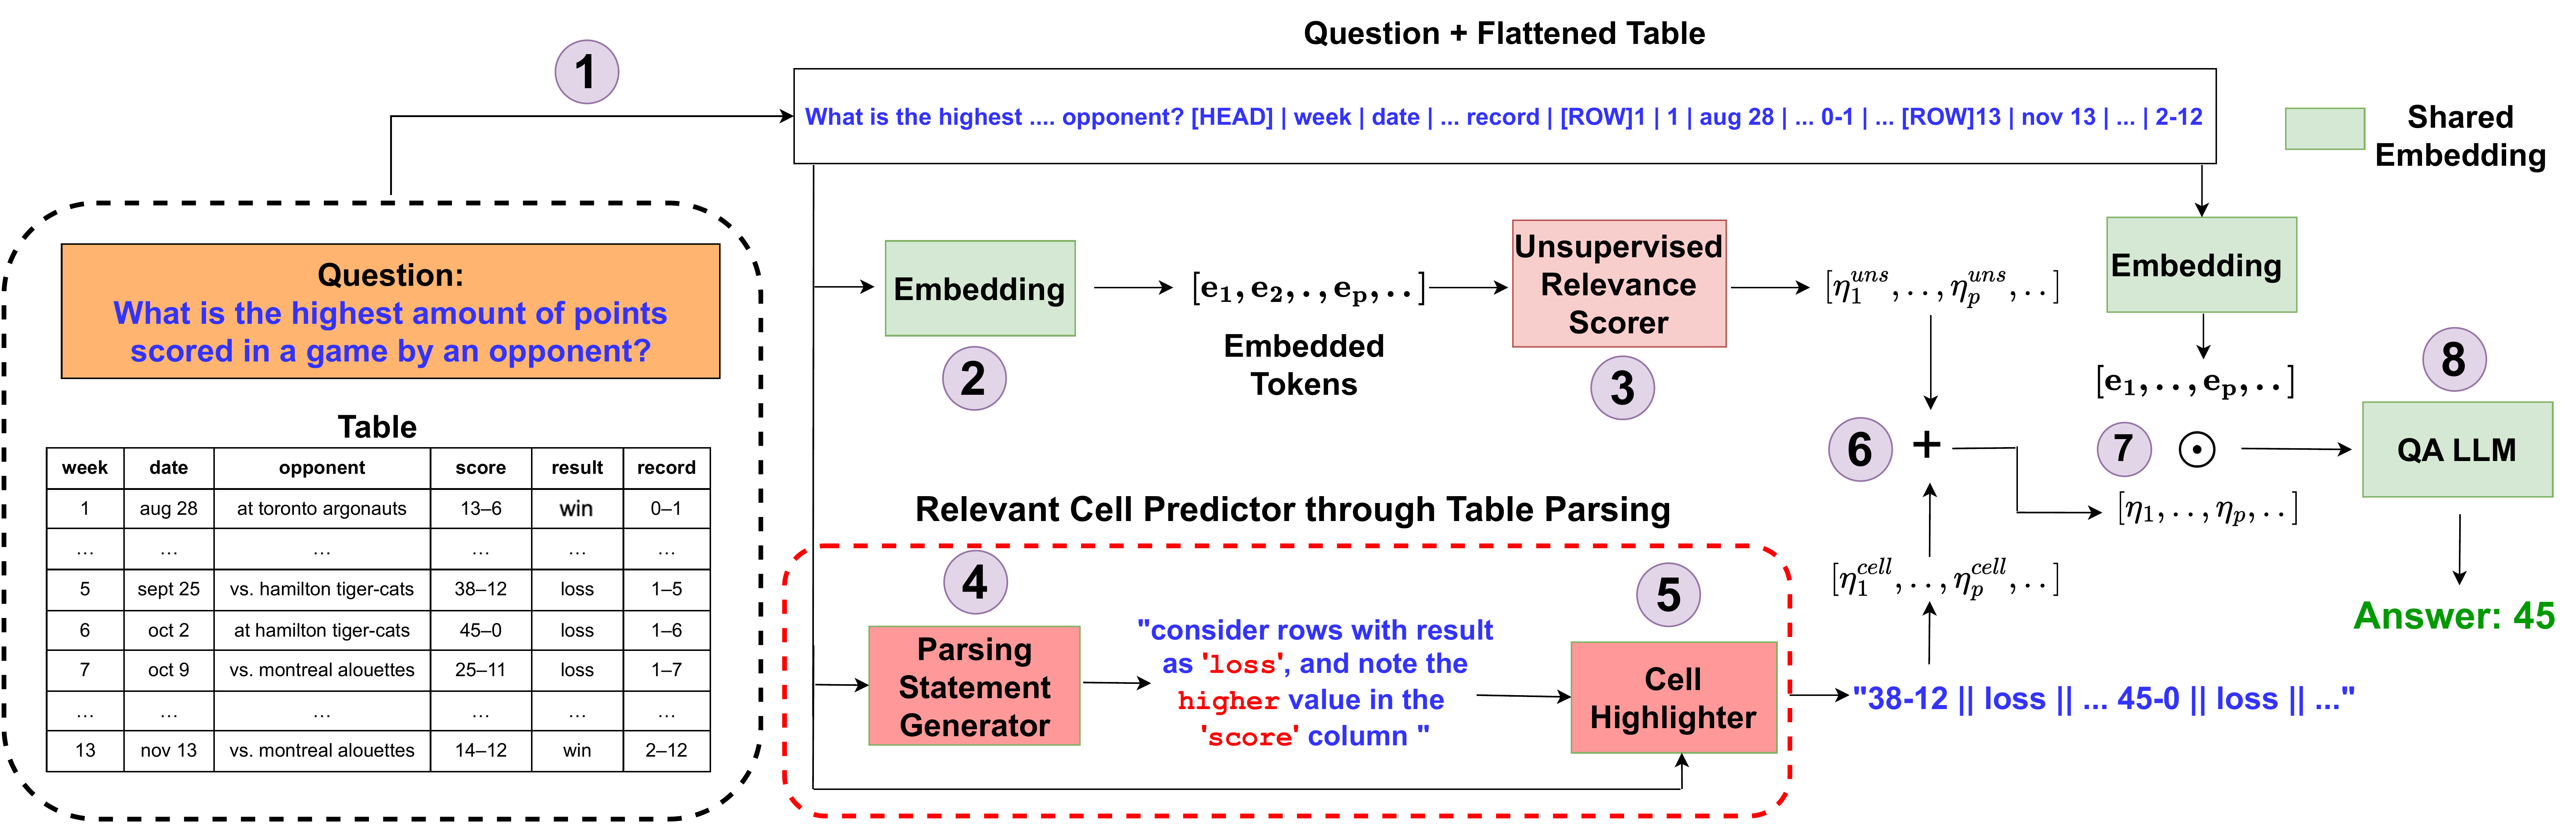 Question + Flattened Table
1
What is the highest .... opponent? [HEAD] | week | date | ... record | [ROW]1 | 1 | aug 28 | ... 0-1 | ... [ROW]13 | nov 13 | ... | 2-12
Shared
Embedding
Question:
What is the highest amount of points
scored in a game by an opponent?
Table
week date opponent score result record
1 aug 28 at toronto argonauts 13–6 win 0–1
... ... ... ... ... ...
5 sept 25 vs. hamilton tiger-cats 38–12 loss 1–5
6 oct 2 at hamilton tiger-cats 45–0 loss 1–6
7 oct 9 vs. montreal alouettes 25–11 loss 1–7
... ... ... ... ... ...
13 nov 13 vs. montreal alouettes 14–12 win 2–12
Embedding
2
[e1, e2, ., ep, . .]
Embedded
Tokens
Unsupervised
Relevance
Scorer
3
[η1^uns, . ., ηp^uns, . .]
Embedding
[e1, . ., ep, . .]
6
+
7
⊙
[η1, . ., ηp, . .]
8
QA LLM
Answer: 45
Relevant Cell Predictor through Table Parsing
4
Parsing
Statement
Generator
"consider rows with result
as 'loss', and note the
higher value in the
'score' column "
5
Cell
Highlighter
[η1^cell, . ., ηp^cell, . .]
"38-12 || loss || ... 45-0 || loss || ..."